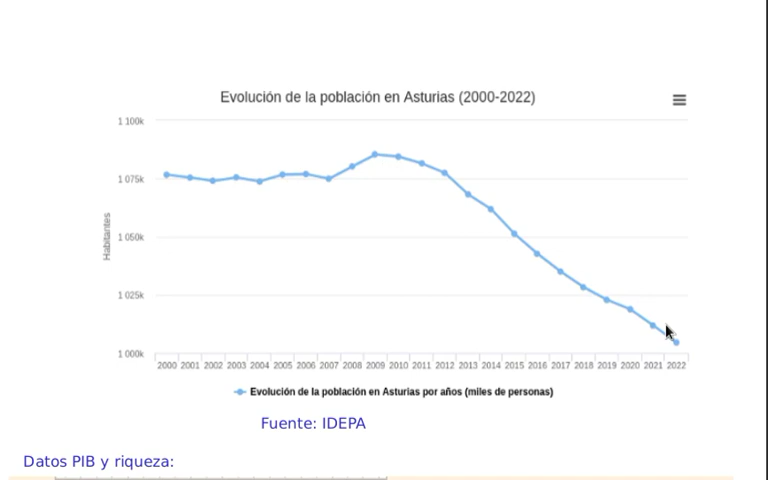 Evolución de la población en Asturias (2000-2022)
1 100k
1 075k
1 050k
1 025k
1 000k
Habitantes
2000 2001 2002 2003 2004 2005 2006 2007 2008 2009 2010 2011 2012 2013 2014 2015 2016 2017 2018 2019 2020 2021 2022
Evolución de la población en Asturias por años (miles de personas)
Fuente: IDEPA
Datos PIB y riqueza: